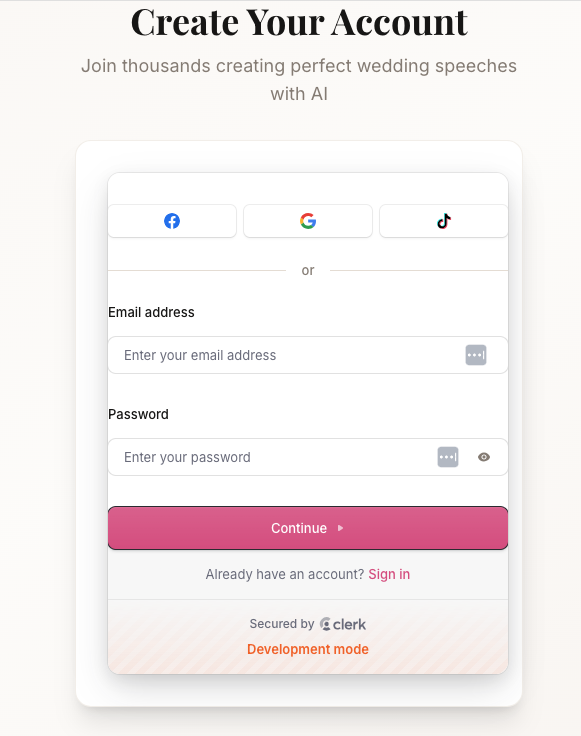 Create Your Account
Join thousands creating perfect wedding speeches
with AI
or
Email address
Enter your email address
Password
Enter your password
Continue
Already have an account? Sign in
Secured by clerk
Development mode